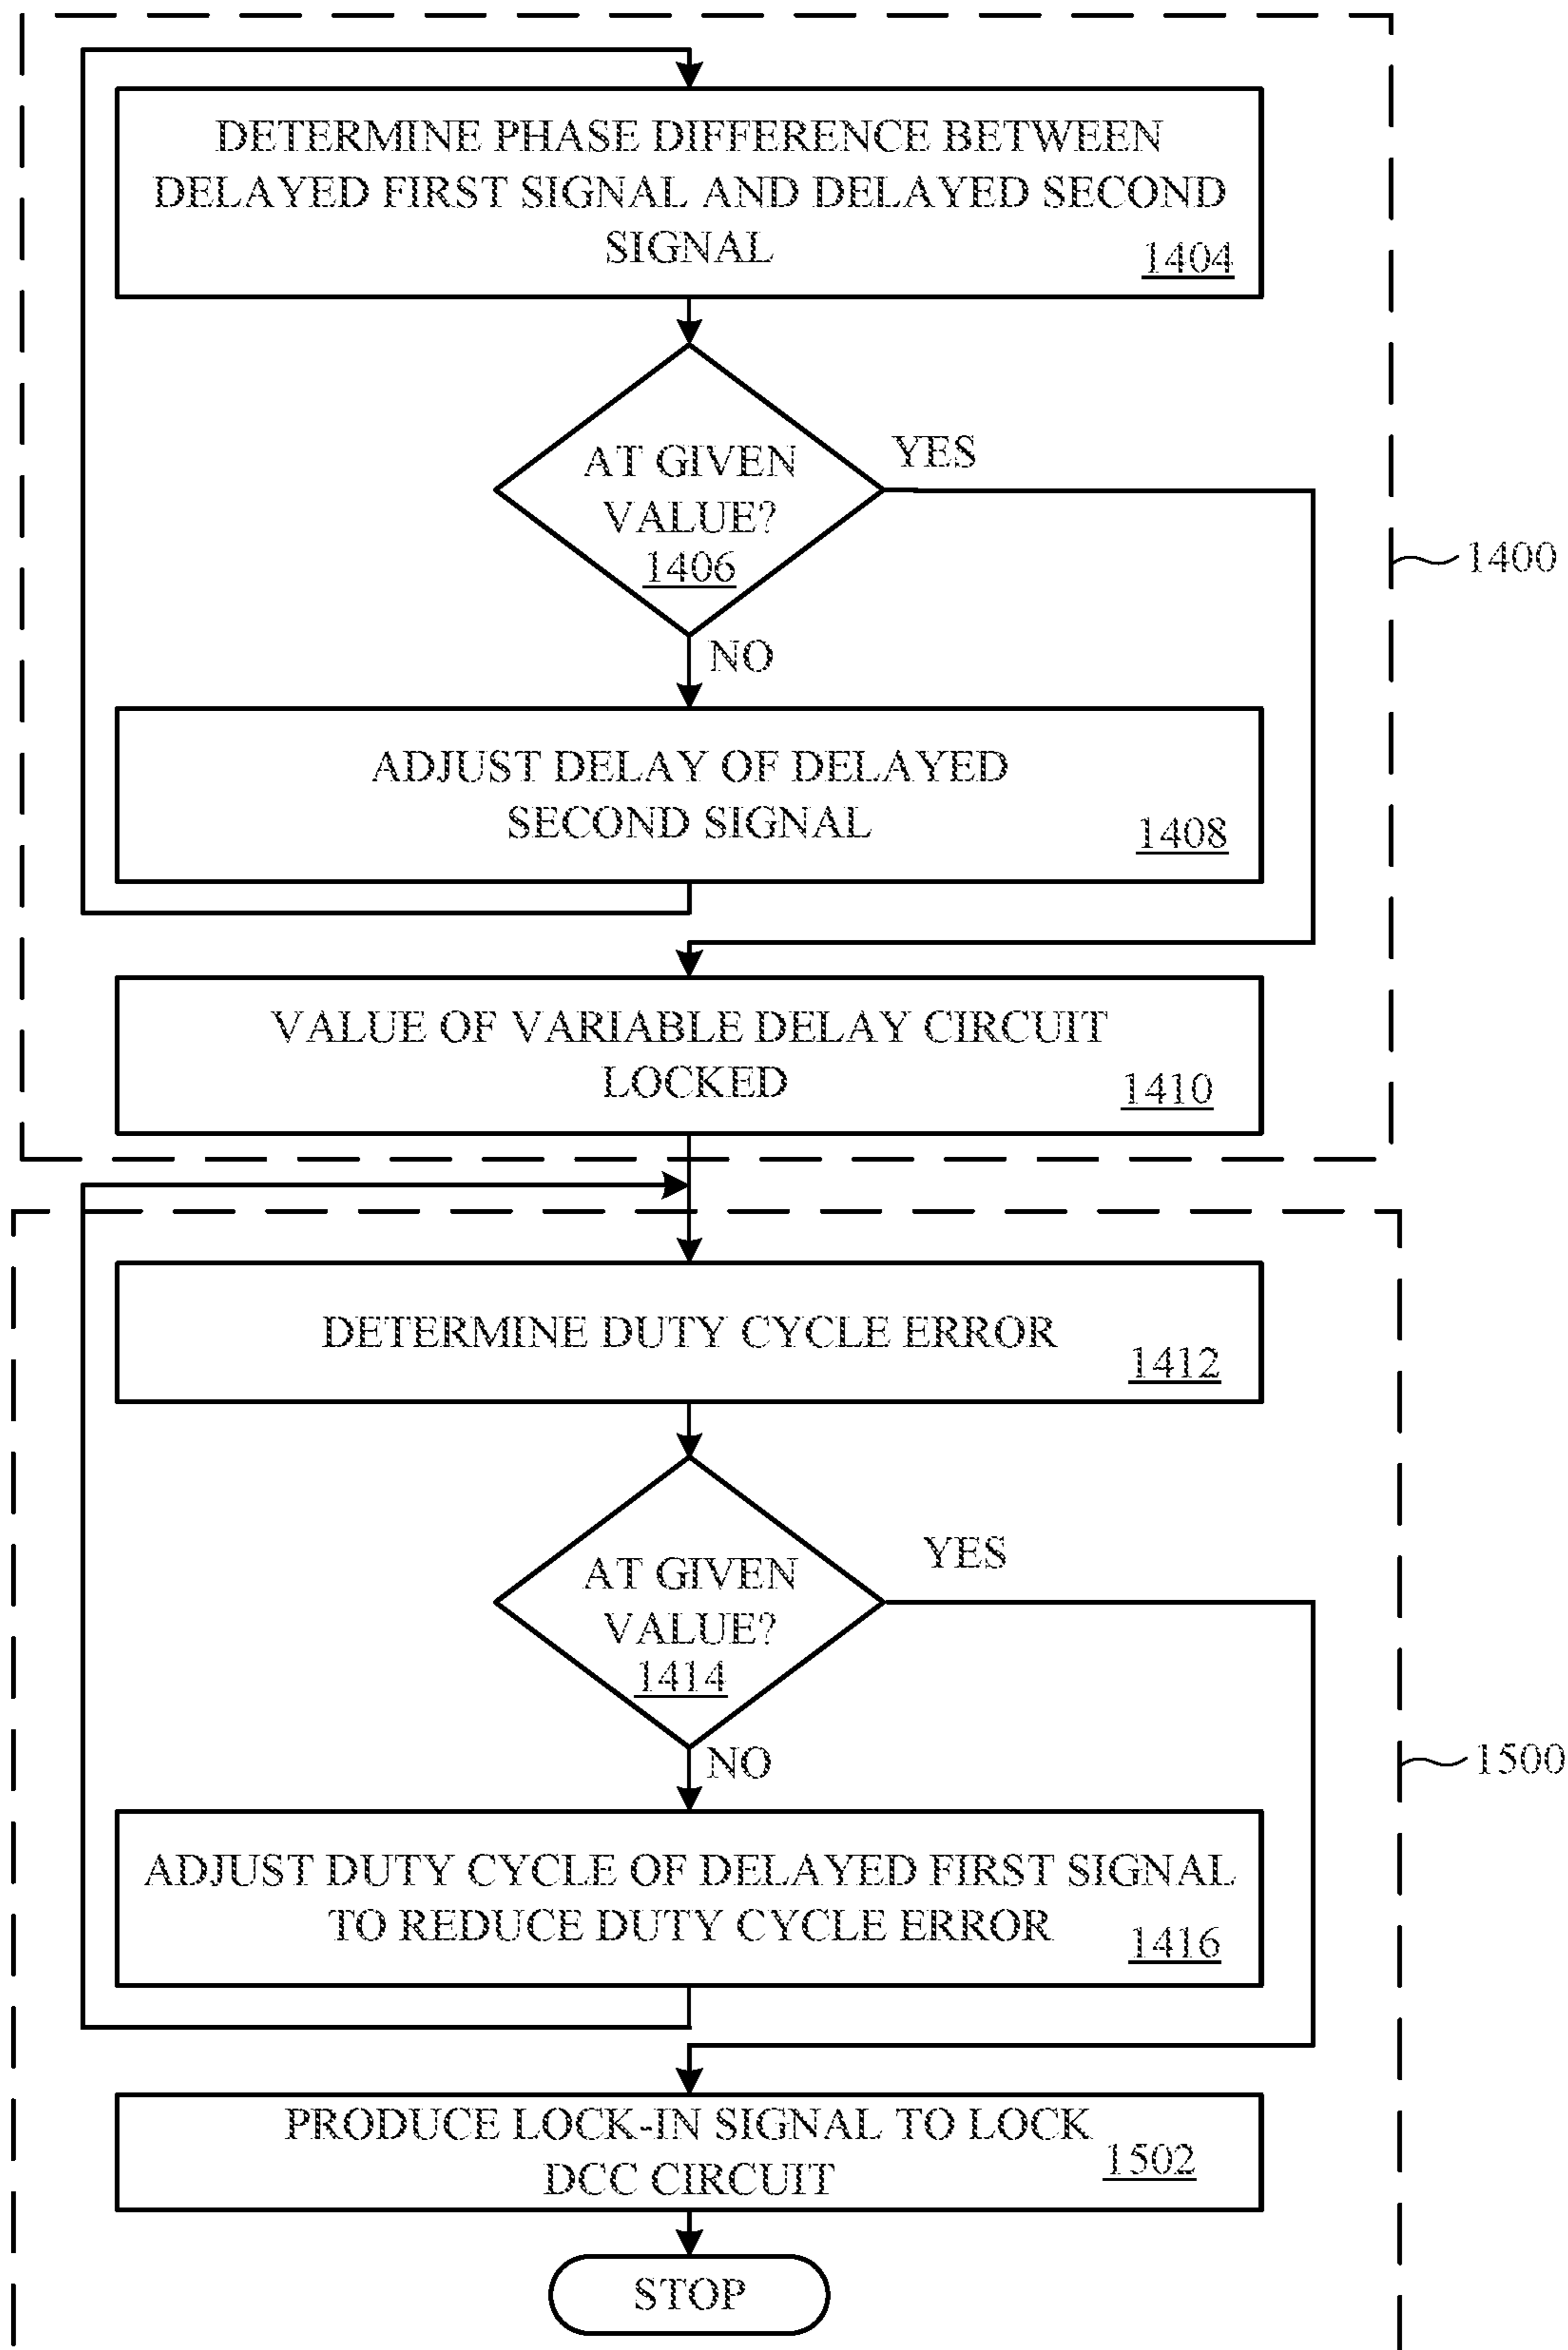 DETERMINE PHASE DIFFERENCE BETWEEN
DELAYED FIRST SIGNAL AND DELAYED SECOND
SIGNAL
1404
AT GIVEN
VALUE?
1406
YES
1400
NO
ADJUST DELAY OF DELAYED
SECOND SIGNAL
1408
VALUE OF VARIABLE DELAY CIRCUIT
LOCKED
1410
DETERMINE DUTY CYCLE ERROR
1412
AT GIVEN
VALUE?
1414
YES
NO
1500
ADJUST DUTY CYCLE OF DELAYED FIRST SIGNAL
TO REDUCE DUTY CYCLE ERROR
1416
PRODUCE LOCK-IN SIGNAL TO LOCK
DCC CIRCUIT
1502
STOP